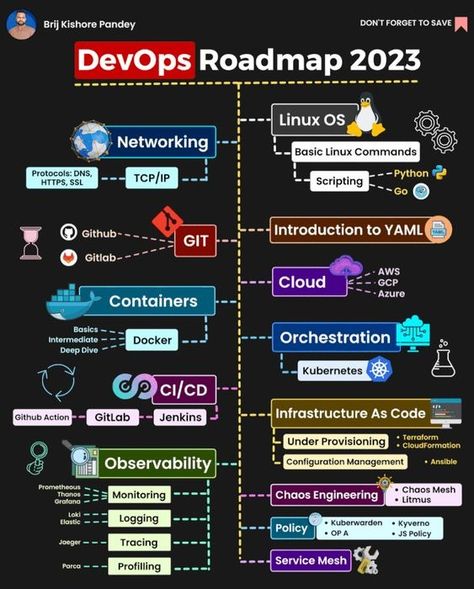 Brij Kishore Pandey
DON'T FORGET TO SAVE
DevOps Roadmap 2023
Linux OS
Basic Linux Commands
Scripting
Python
Go
Networking
Protocols: DNS,
HTTPS, SSL
TCP/IP
GIT
Github
Gitlab
Introduction to YAML
YAML
Cloud
AWS
GCP
Azure
Containers
Basics
Intermediate
Deep Dive
Docker
Orchestration
Kubernetes
CI/CD
Github Action
GitLab
Jenkins
Infrastructure As Code
Under Provisioning
• Terraform
• CloudFormation
Configuration Management
• Ansible
Observability
Prometheus
Thanos
Grafana
Monitoring
Loki
Elastic
Logging
Jaeger
Tracing
Porca
Profilling
Chaos Engineering
• Chaos Mesh
• Litmus
Policy
• Kuberwarden
• OP A
• Kyverno
• JS Policy
Service Mesh